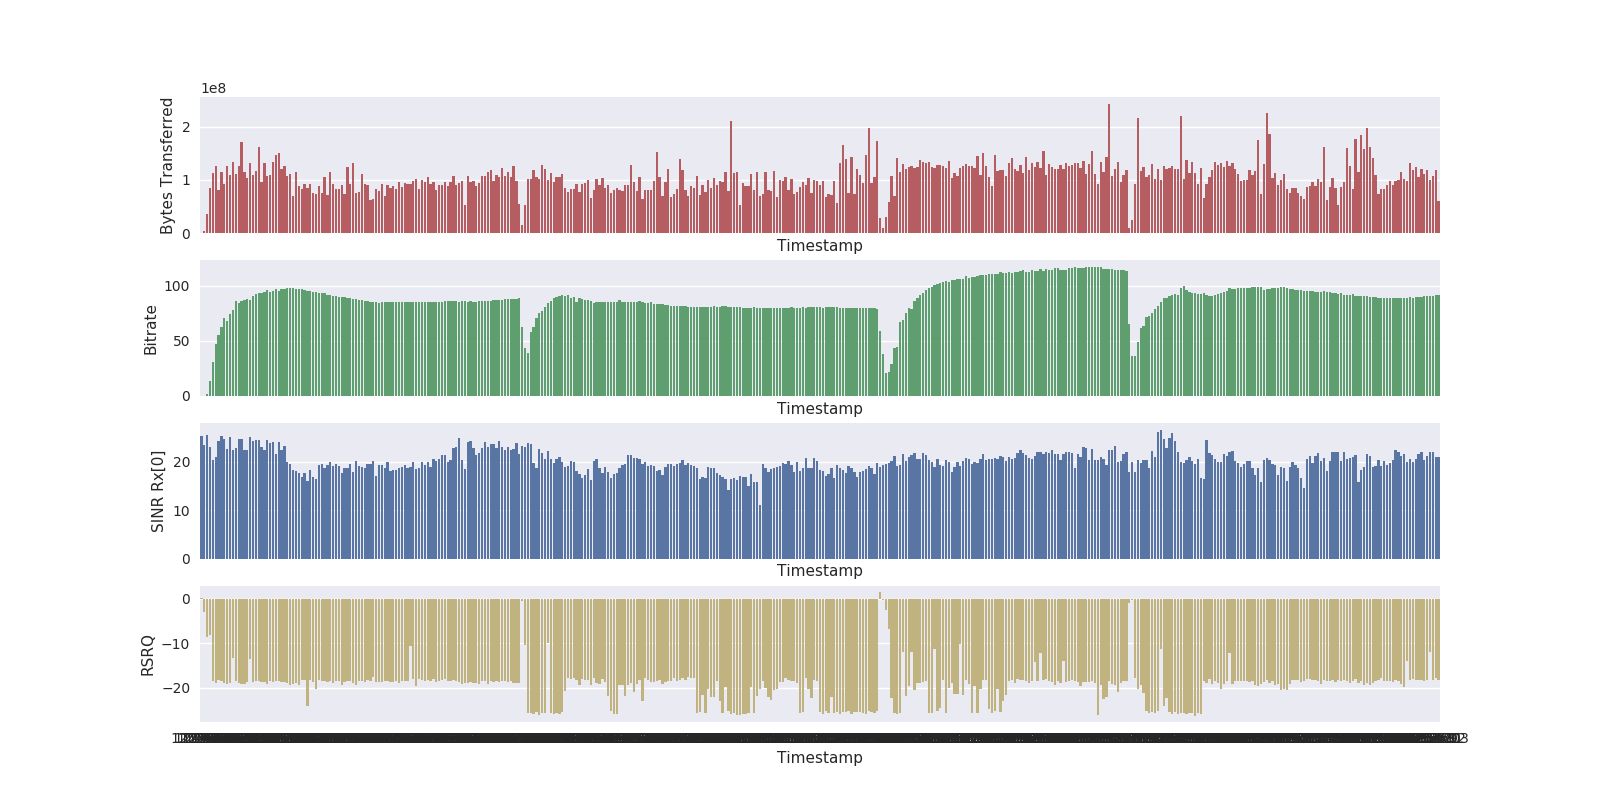 1e8
Bytes Transferred
2
1
0
Timestamp
Bitrate
100
50
0
Timestamp
SINR Rx[0]
20
10
0
Timestamp
RSRQ
0
−10
−20
Timestamp